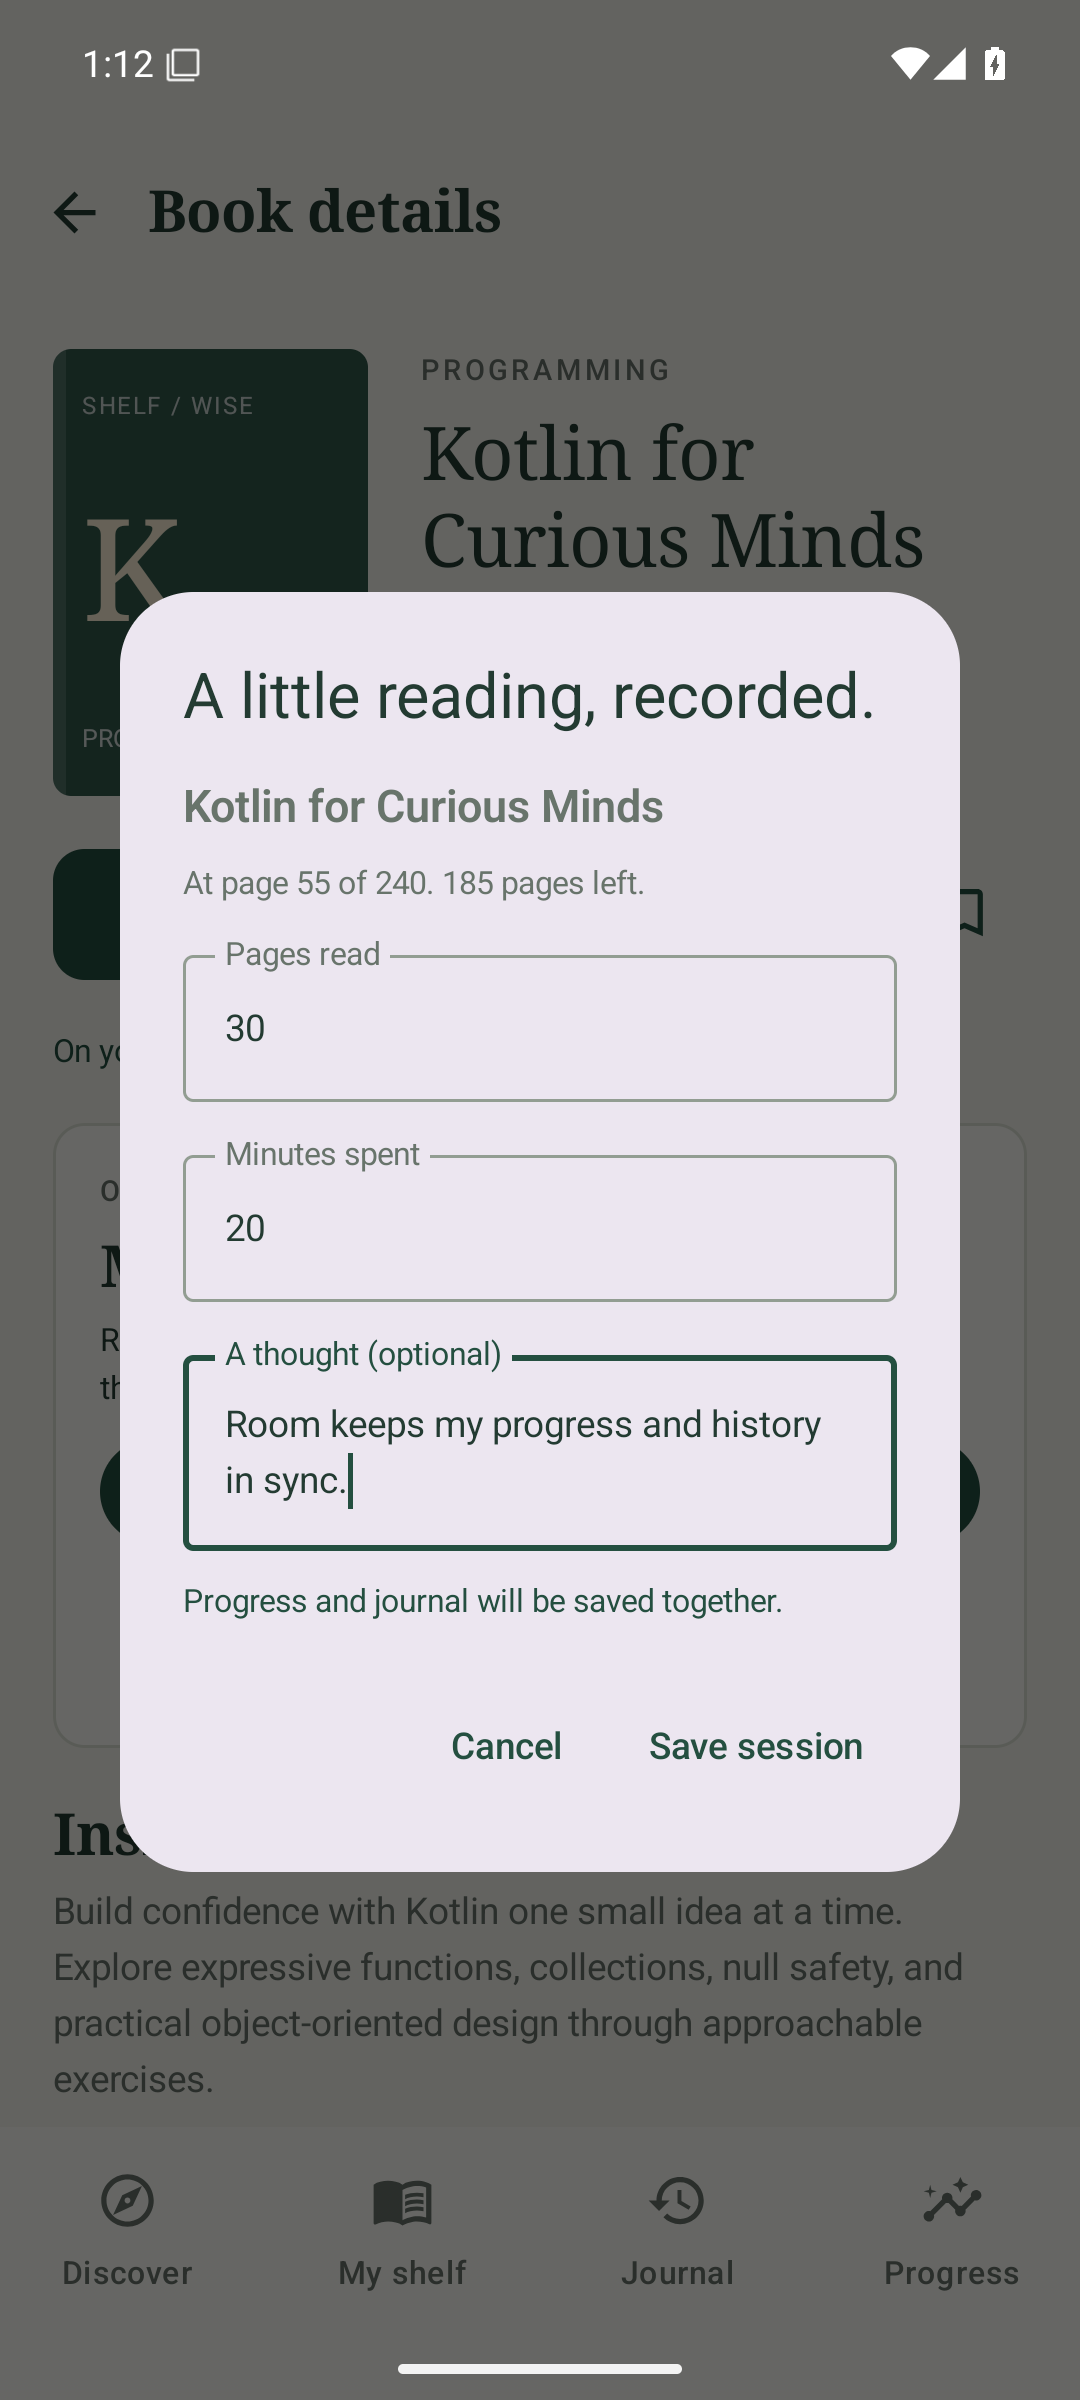 1:12
Book details
SHELF / WISE
K
PROGRAMMING
Kotlin for
Curious Minds
A little reading, recorded.
Kotlin for Curious Minds
At page 55 of 240. 185 pages left.
Pages read
30
Minutes spent
20
A thought (optional)
Room keeps my progress and history
in sync.
Progress and journal will be saved together.
Cancel
Save session
On
Build confidence with Kotlin one small idea at a time.
Explore expressive functions, collections, null safety, and
practical object-oriented design through approachable
exercises.
Discover
My shelf
Journal
Progress